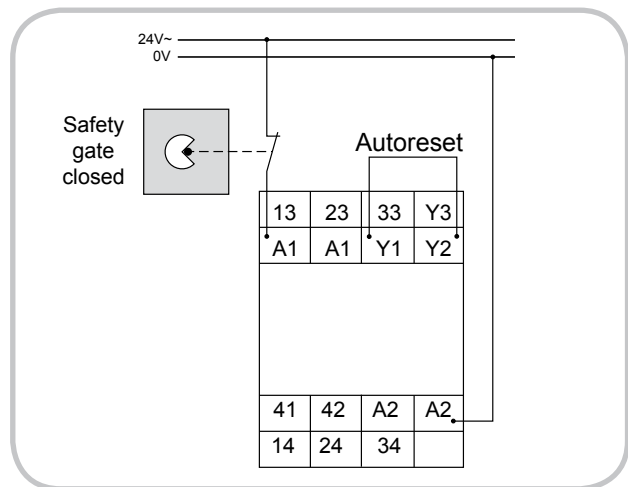 24V~
0V
Safety
gate
closed
Autoreset
13 23 33 Y3
A1 A1 Y1 Y2
41 42 A2 A2
14 24 34